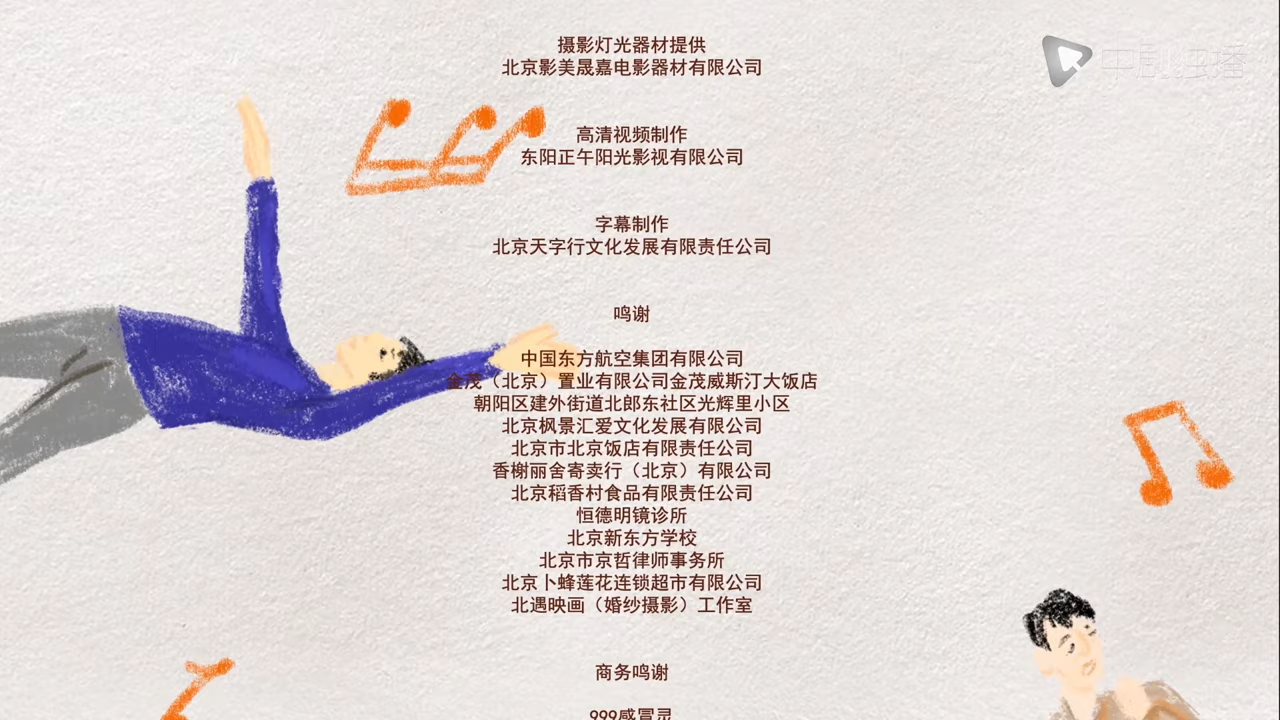 摄影灯光器材提供
北京影美晟嘉电影器材有限公司
高清视频制作
东阳正午阳光影视有限公司
字幕制作
北京天字行文化发展有限责任公司
鸣谢
中国东方航空集团有限公司
金茂（北京）置业有限公司金茂威斯汀大饭店
朝阳区建外街道北郎东社区光辉里小区
北京枫景汇爱文化发展有限公司
北京市北京饭店有限责任公司
香榭丽舍寄卖行（北京）有限公司
北京稻香村食品有限责任公司
恒德明镜诊所
北京新东方学校
北京市京哲律师事务所
北京卜蜂莲花连锁超市有限公司
北遇映画（婚纱摄影）工作室
商务鸣谢
999感冒灵